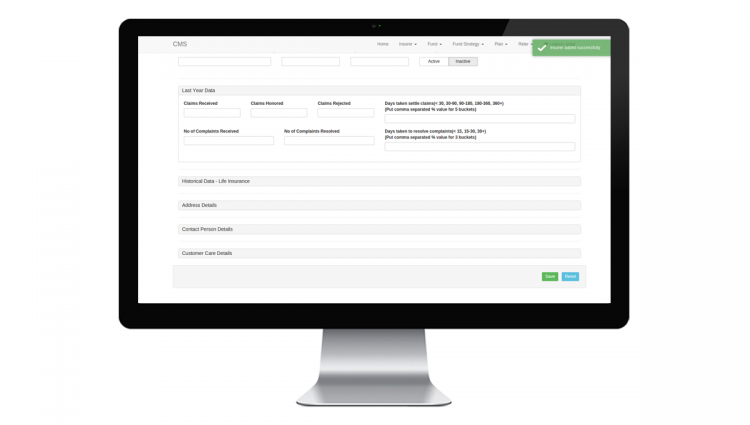 CMS Home Insurer Fund Fund Strategy Plan Rider
Insurer added successfully
Active Inactive
Last Year Data
Claims Received Claims Honored Claims Rejected Days taken settle claims(< 30, 30-90, 90-180, 180-360, 360+)
(Put comma separated % value for 5 buckets)
No of Complaints Received No of Complaints Resolved Days taken to resolve complaints(< 15, 15-30, 30+)
(Put comma separated % value for 3 buckets)
Historical Data - Life Insurance
Address Details
Contact Person Details
Customer Care Details
Save Reset